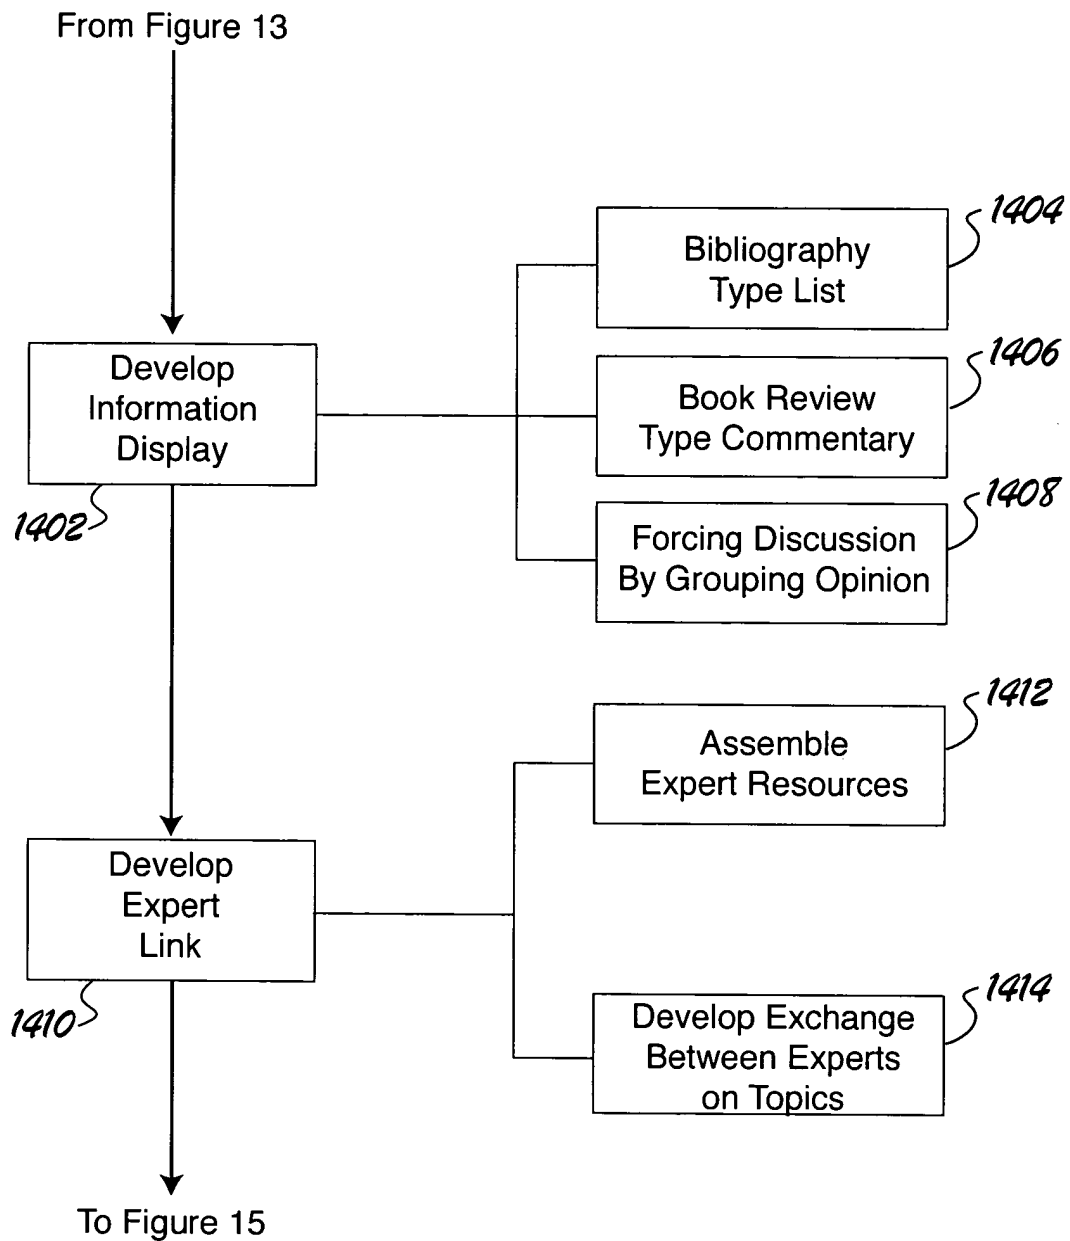 From Figure 13
1404
Bibliography
Type List
1406
Develop
Information
Display
Book Review
Type Commentary
1402
1408
Forcing Discussion
By Grouping Opinion
1412
Assemble
Expert Resources
Develop
Expert
Link
1410
1414
Develop Exchange
Between Experts
on Topics
To Figure 15